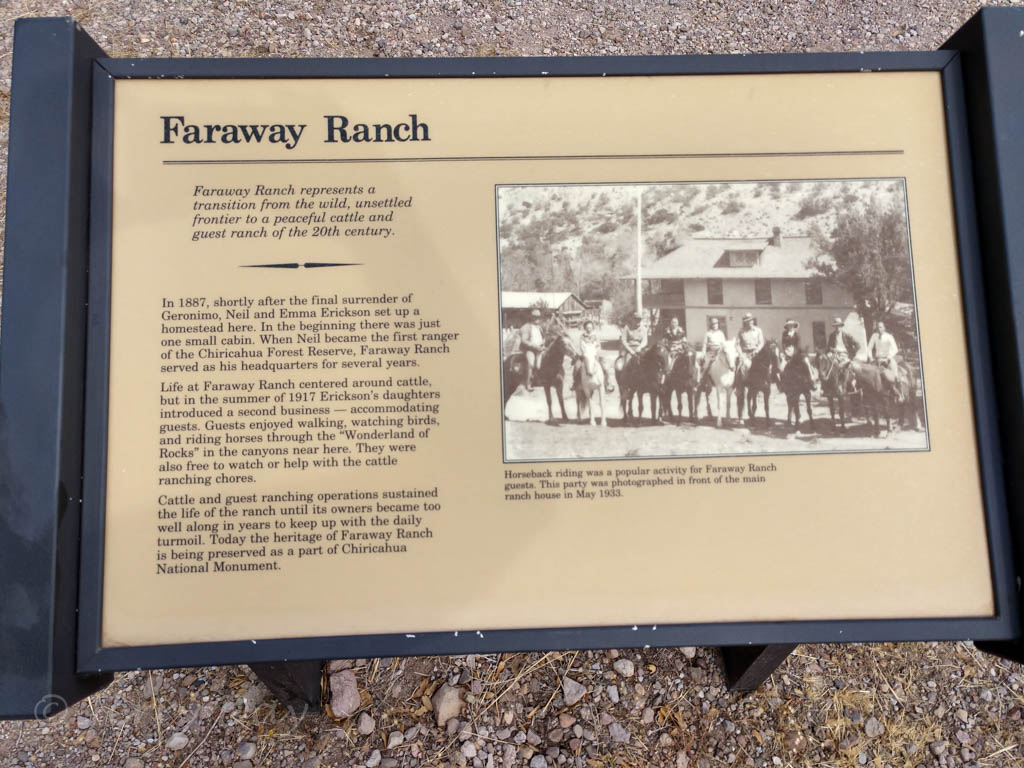 Faraway Ranch
Faraway Ranch represents a
transition from the wild, unsettled
frontier to a peaceful cattle and
guest ranch of the 20th century.
In 1887, shortly after the final surrender of
Geronimo, Neil and Emma Erickson set up a
homestead here. In the beginning there was just
one small cabin. When Neil became the first ranger
of the Chiricahua Forest Reserve, Faraway Ranch
served as his headquarters for several years.
Life at Faraway Ranch centered around cattle,
but in the summer of 1917 Erickson's daughters
introduced a second business — accommodating
guests. Guests enjoyed walking, watching birds,
and riding horses through the "Wonderland of
Rocks" in the canyons near here. They were
also free to watch or help with the cattle
ranching chores.
Cattle and guest ranching operations sustained
the life of the ranch until its owners became too
well along in years to keep up with the daily
turmoil. Today the heritage of Faraway Ranch
is being preserved as a part of Chiricahua
National Monument.
Horseback riding was a popular activity for Faraway Ranch
guests. This party was photographed in front of the main
ranch house in May 1933.